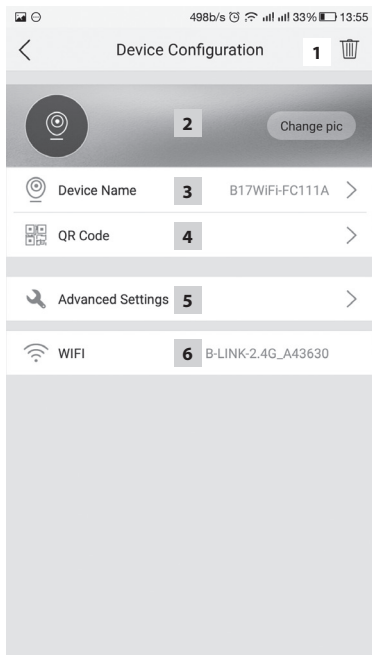 498b/s 33% 13:55
Device Configuration 1
2 Change pic
Device Name 3 B17WiFi-FC111A
QR Code 4
Advanced Settings 5
WIFI 6 B-LINK-2.4G_A43630